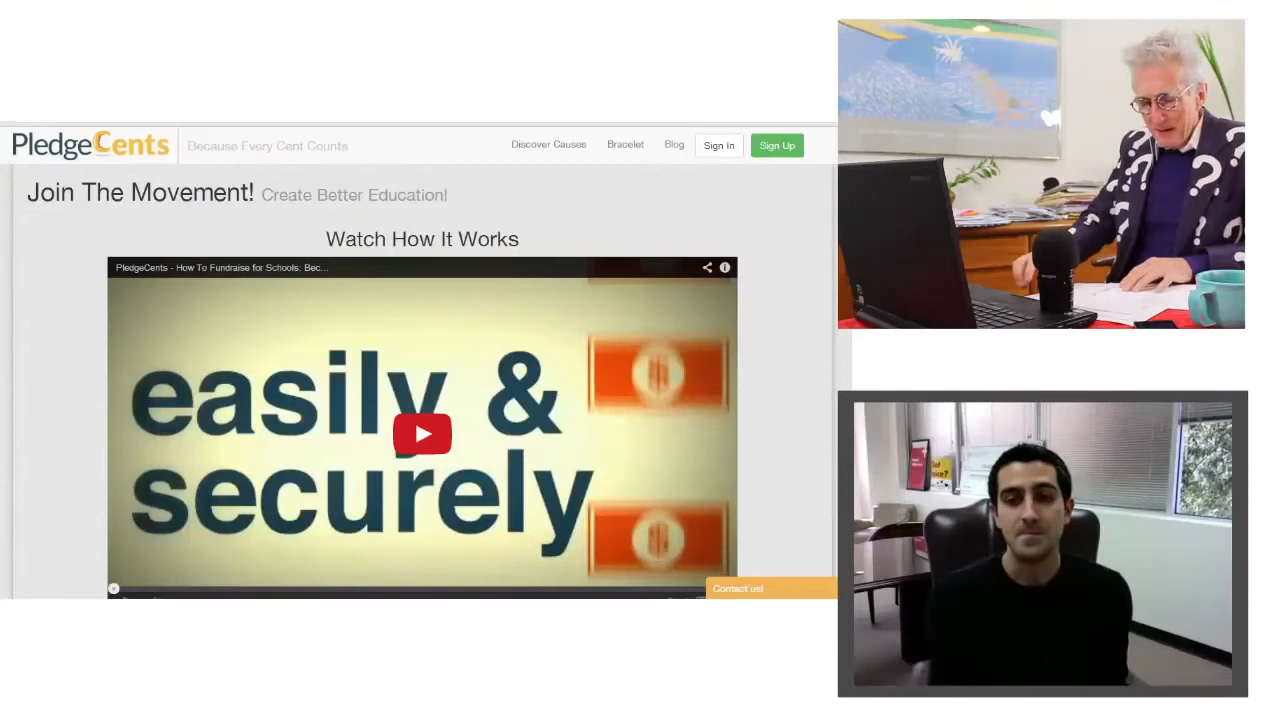 PledgeCents
Because Every Cent Counts
Discover Causes
Bracelet
Blog
Sign In
Sign Up
Join The Movement! Create Better Education!
Watch How It Works
PledgeCents - How To Fundraise for Schools: Bec...
easily &
securely
Contact us!
? ? ? ?